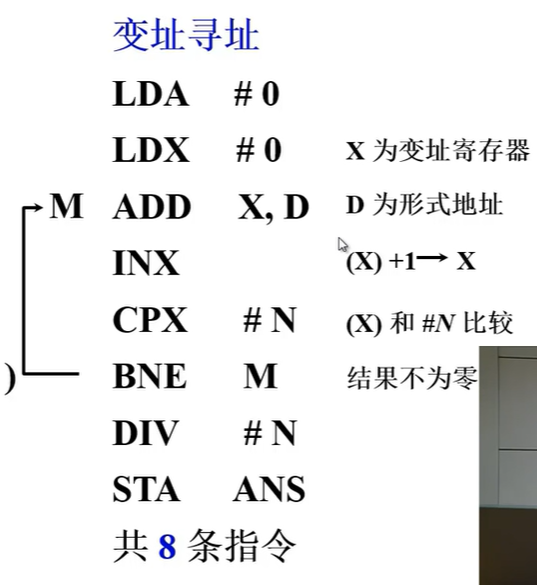 变址寻址
LDA # 0
LDX # 0 X 为变址寄存器
M ADD X, D D 为形式地址
INX (X) +1→ X
CPX # N (X) 和 #N 比较
) BNE M 结果不为零
DIV # N
STA ANS
共 8 条指令